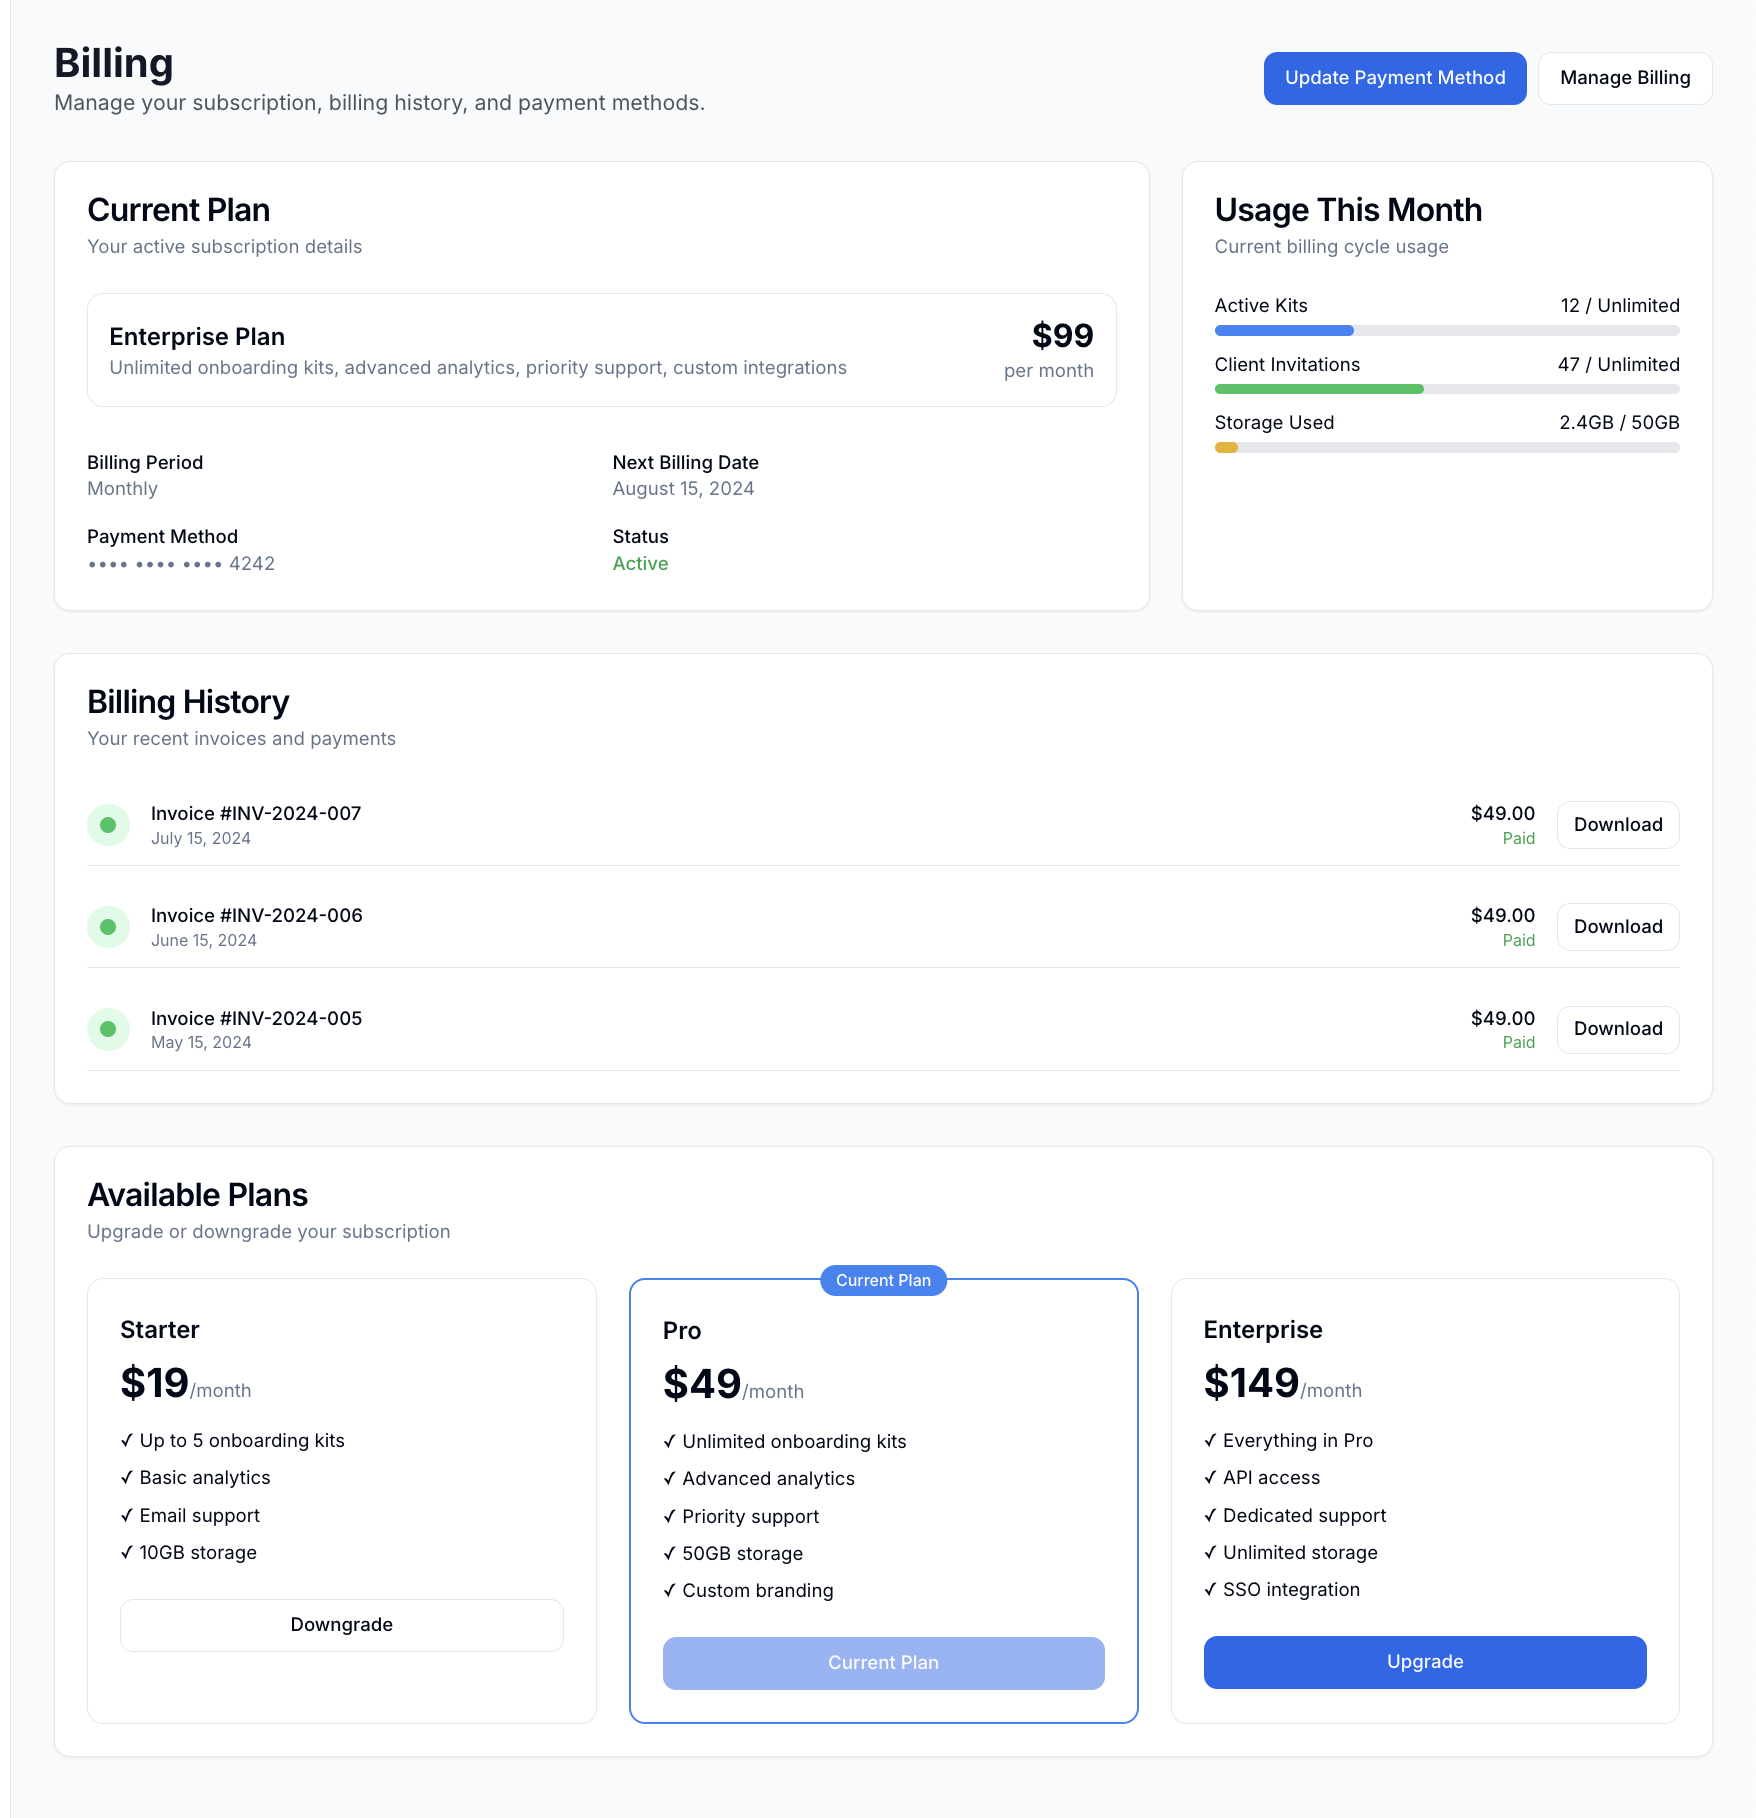 Billing
Manage your subscription, billing history, and payment methods.
Update Payment Method
Manage Billing
Current Plan
Your active subscription details
Enterprise Plan
Unlimited onboarding kits, advanced analytics, priority support, custom integrations
$99
per month
Billing Period
Monthly
Next Billing Date
August 15, 2024
Payment Method
•••• •••• •••• 4242
Status
Active
Usage This Month
Current billing cycle usage
Active Kits 12 / Unlimited
Client Invitations 47 / Unlimited
Storage Used 2.4GB / 50GB
Billing History
Your recent invoices and payments
Invoice #INV-2024-007
July 15, 2024
$49.00
Paid
Download
Invoice #INV-2024-006
June 15, 2024
$49.00
Paid
Download
Invoice #INV-2024-005
May 15, 2024
$49.00
Paid
Download
Available Plans
Upgrade or downgrade your subscription
Starter
$19/month
✓ Up to 5 onboarding kits
✓ Basic analytics
✓ Email support
✓ 10GB storage
Downgrade
Current Plan
Pro
$49/month
✓ Unlimited onboarding kits
✓ Advanced analytics
✓ Priority support
✓ 50GB storage
✓ Custom branding
Current Plan
Enterprise
$149/month
✓ Everything in Pro
✓ API access
✓ Dedicated support
✓ Unlimited storage
✓ SSO integration
Upgrade